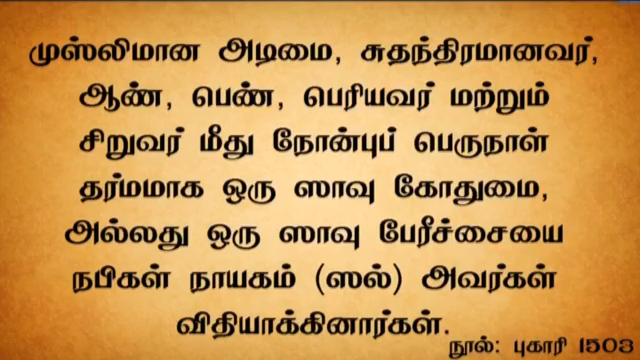 முஸ்லிமான அடிமை, சுதந்திரமானவர்,
ஆண், பெண், பெரியவர் மற்றும்
சிறுவர் மீது நோன்புப் பெருநாள்
தர்மமாக ஒரு ஸாவு கோதுமை,
அல்லது ஒரு ஸாவு பேரீச்சையை
நபிகள் நாயகம் (ஸல்) அவர்கள்
விதியாக்கினார்கள்.
நூல்: புகாரி 1503